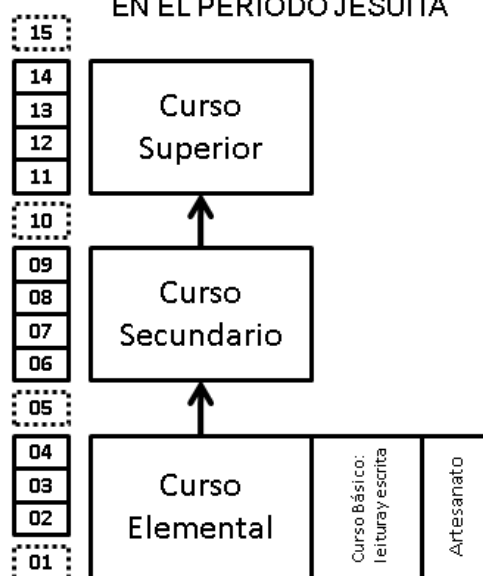 EN EL PERIODO JESUITA
15
14
13
12
11
Curso
Superior
10
09
08
07
06
Curso
Secundario
05
04
03
02
01
Curso
Elemental
Curso Básico:
leitura y escrita
Artesanato